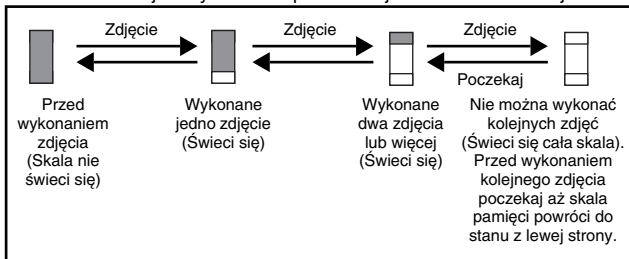 Zdjęcie
Zdjęcie
Zdjęcie
Poczekaj
Przed
wykonaniem
zdjęcia
(Skala nie
świeci się)
Wykonane
jedno zdjęcie
(Świeci się)
Wykonane
dwa zdjęcia
lub więcej
(Świeci się)
Nie można wykonać
kolejnych zdjęć
(Świeci się cała skala).
Przed wykonaniem
kolejnego zdjęcia
poczekaj aż skala
pamięci powróci do
stanu z lewej strony.